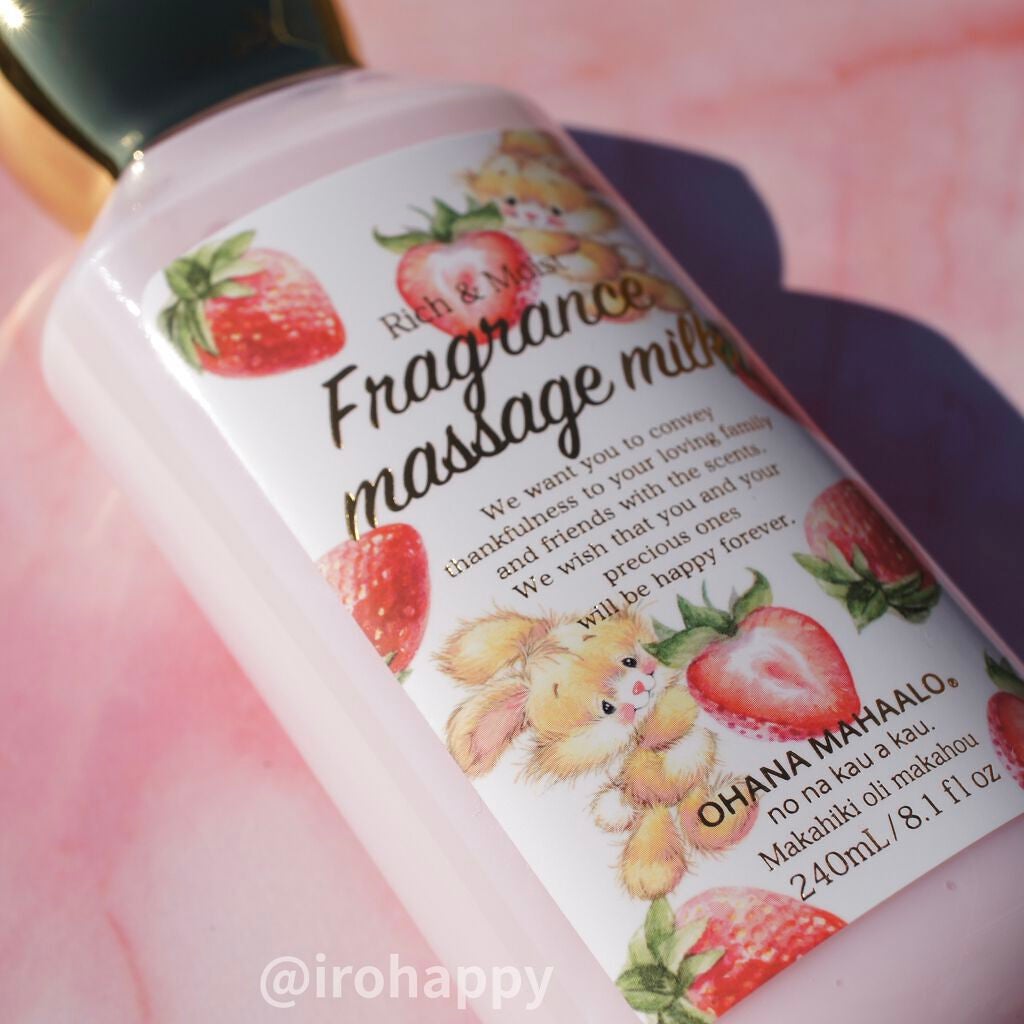 Rich & Moist
Fragrance
massage milk
We want you to convey
thankfulness to your loving family
and friends with the scents.
We wish that you and your
precious ones
will be happy forever.
OHANA MAHAALO®
no na kau a kau.
Makahiki oli makahou
240mL/8.1 fl oz
@irohappy